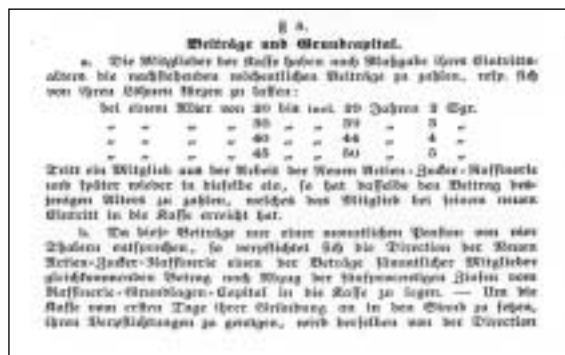 § 4.
Beiträge und Grundcapital.
a. Die Mitglieder der Kasse haben nach Maßgabe ihres Eintritts-
alters die nachstehenden wöchentlichen Beiträge zu zahlen, resp. sich
von ihren Löhnen kürzen zu lassen:
bei einem Alter von 20 bis incl. 29 Jahren 2 Sgr.
„ „ „ „ 30 „ „ 39 „ 3 „
„ „ „ „ 40 „ „ 44 „ 4 „
„ „ „ „ 45 „ „ 50 „ 5 „
Tritt ein Mitglied aus der Arbeit der Neuen Actien-Zucker-Raffinerie
und später wieder in dieselbe ein, so hat dasselbe den Beitrag des-
jenigen Alters zu zahlen, welches das Mitglied bei seinem neuen
Eintritt in die Kasse erreicht hat.
b. Da diese Beiträge nur einer monatlichen Pension von vier
Thalern entsprechen, so verpflichtet sich die Direction der Neuen
Actien-Zucker-Raffinerie einen der Beträge sämmtlicher Mitglieder
gleichkommenden Betrag nach Abzug der fünfprocentigen Zinsen vom
Raffinerie-Grundlagen-Capital in die Kasse zu legen. — Um die
Kasse vom ersten Tage ihrer Gründung an in den Stand zu setzen,
ihren Verpflichtungen zu genügen, wird derselben von der Direction